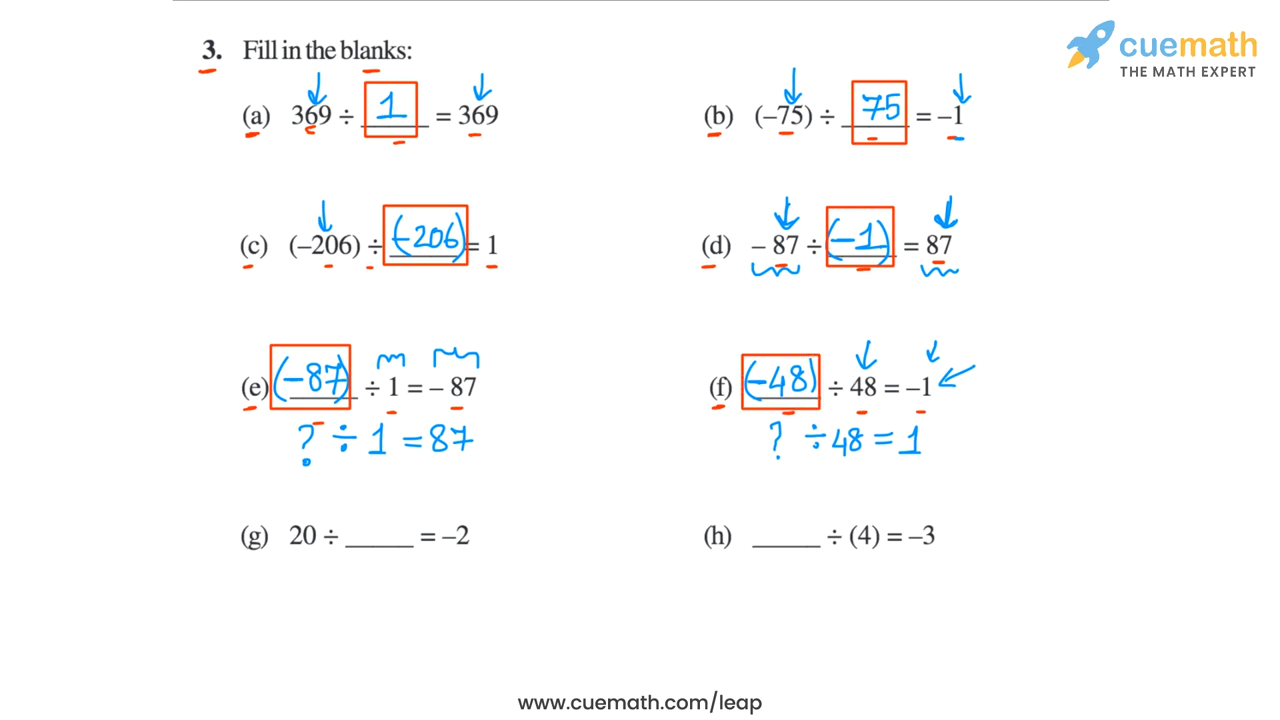 cuemath
THE MATH EXPERT
3. Fill in the blanks:
(a) 369 ÷ 1 = 369
(b) (–75) ÷ 75 = –1
(c) (–206) ÷ (–206) = 1
(d) – 87 ÷ (–1) = 87
(e) (–87) ÷ 1 = – 87
(f) (–48) ÷ 48 = –1
? ÷ 1 = 87
? ÷ 48 = 1
(g) 20 ÷ _____ = –2
(h) _____ ÷ (4) = –3
www.cuemath.com/leap